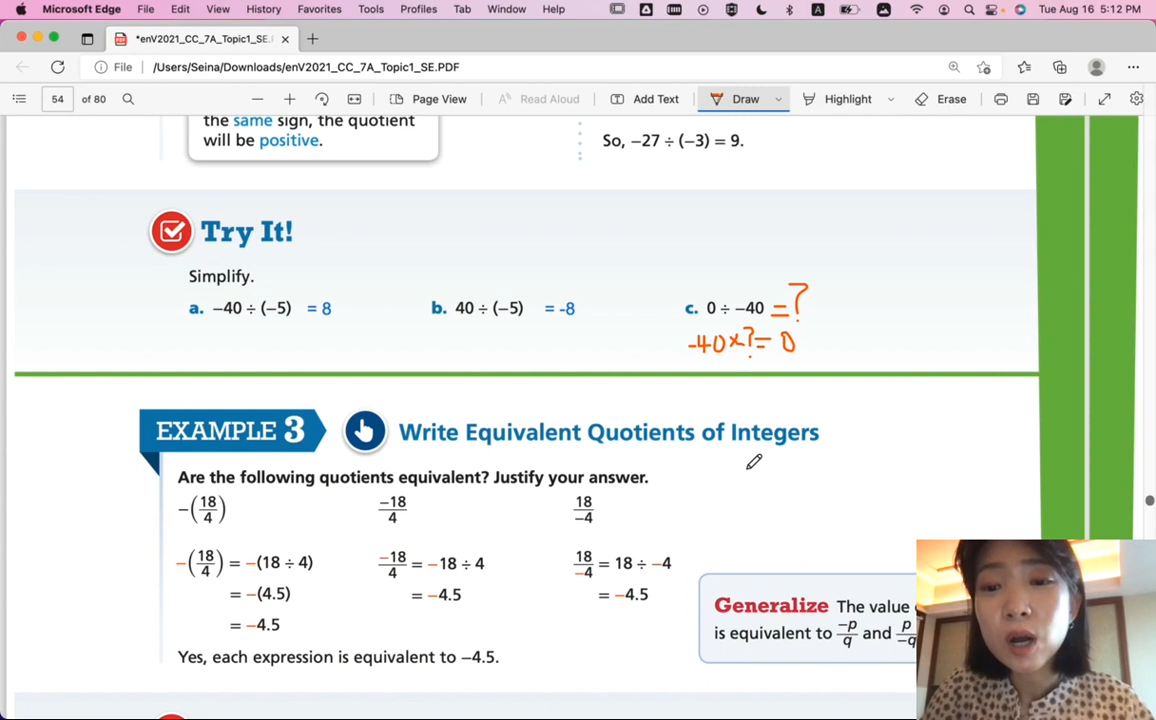 Microsoft Edge File Edit View History Favorites Tools Profiles Tab Window Help A Tue Aug 16 5:12 PM
*enV2021_CC_7A_Topic1_SE.
File /Users/Seina/Downloads/enV2021_CC_7A_Topic1_SE.PDF
54 of 80 Page View Read Aloud Add Text Draw Highlight Erase
the same sign, the quotient
will be positive.
So, −27 ÷ (−3) = 9.
Try It!
Simplify.
a. −40 ÷ (−5) = 8 b. 40 ÷ (−5) = -8 c. 0 ÷ −40 = ?
-40 × ? = 0
EXAMPLE 3 Write Equivalent Quotients of Integers
Are the following quotients equivalent? Justify your answer.
−(18/4) −18/4 18/−4
−(18/4) = −(18 ÷ 4) −18/4 = −18 ÷ 4 18/−4 = 18 ÷ −4
= −(4.5) = −4.5 = −4.5
= −4.5
Yes, each expression is equivalent to −4.5.
Generalize The value
is equivalent to −p/q and p/−q